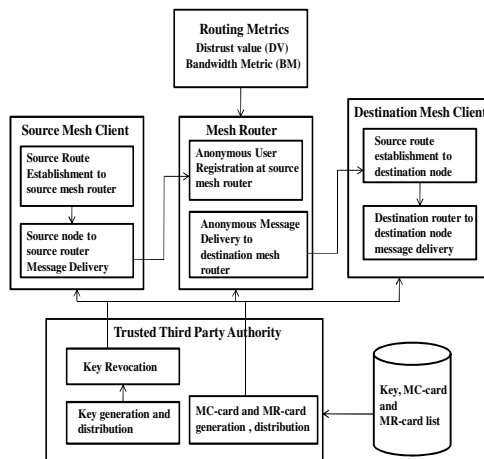 Routing Metrics
Distrust value (DV)
Bandwidth Metric (BM)
Source Mesh Client
Source Route
Establishment to
source mesh router
Source node to
source router
Message Delivery
Mesh Router
Anonymous User
Registration at source
mesh router
Anonymous Message
Delivery to
destination mesh
router
Destination Mesh Client
Source route
establishment to
destination node
Destination router to
destination node
message delivery
Trusted Third Party Authority
Key Revocation
Key generation and
distribution
MC-card and MR-card
generation , distribution
Key, MC-card
and
MR-card list